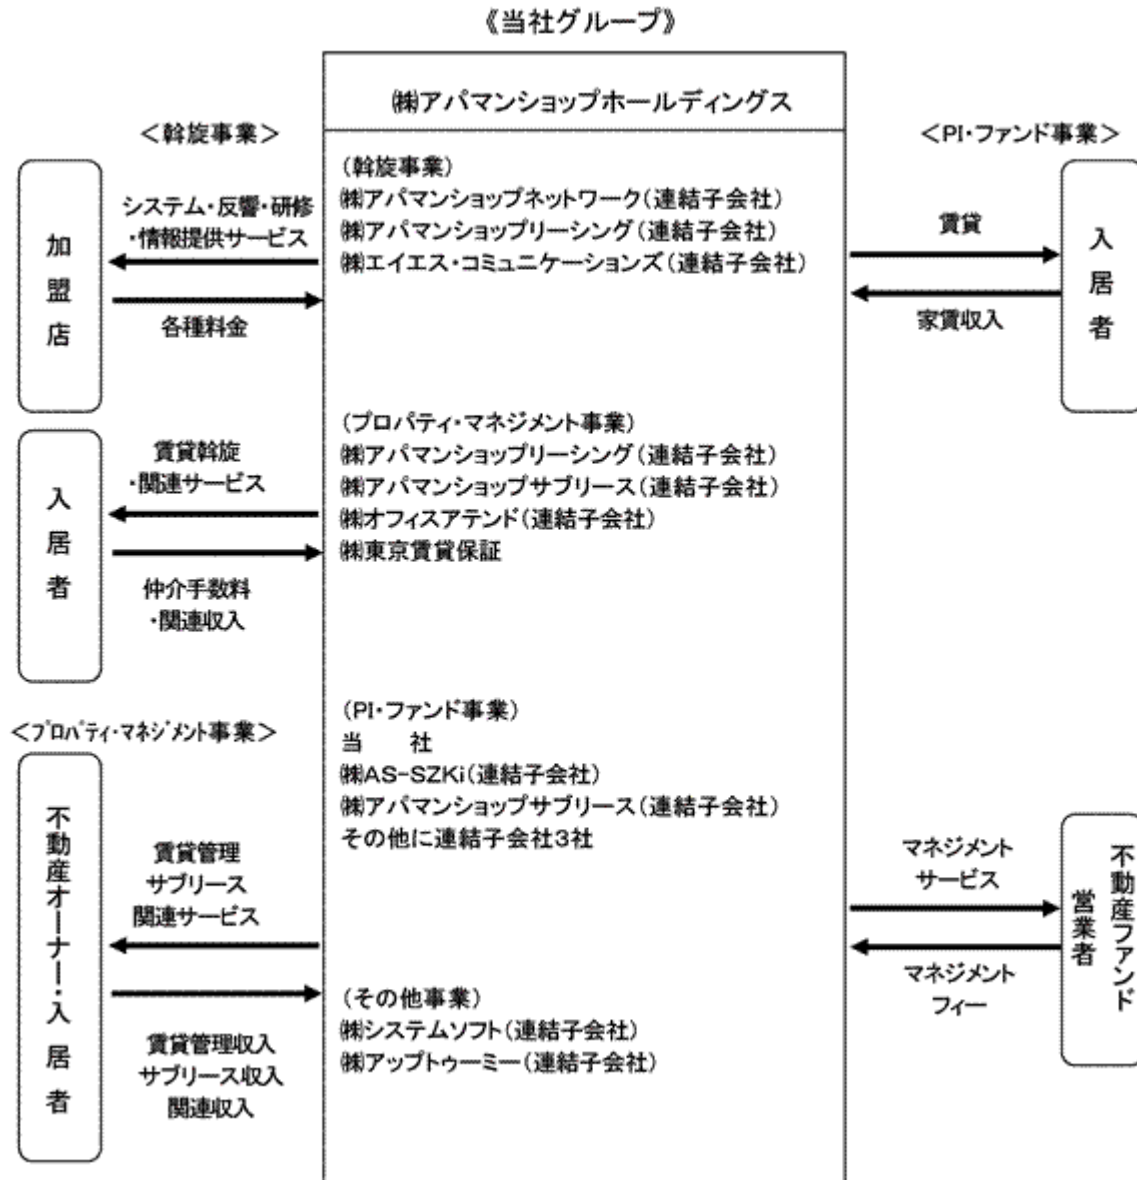 《当社グループ》
㈱アパマンショップホールディングス
＜斡旋事業＞
加盟店
システム・反響・研修
・情報提供サービス
各種料金
入居者
賃貸斡旋
・関連サービス
仲介手数料
・関連収入
＜プロパティ・マネジメント事業＞
不動産オーナー・入居者
賃貸管理
サブリース
関連サービス
賃貸管理収入
サブリース収入
関連収入
(斡旋事業)
㈱アパマンショップネットワーク(連結子会社)
㈱アパマンショップリーシング(連結子会社)
㈱エイエス・コミュニケーションズ(連結子会社)
(プロパティ・マネジメント事業)
㈱アパマンショップリーシング(連結子会社)
㈱アパマンショップサブリース(連結子会社)
㈱オフィスアテンド(連結子会社)
㈱東京賃貸保証
(PI・ファンド事業)
当　　社
㈱AS-SZKi(連結子会社)
㈱アパマンショップサブリース(連結子会社)
その他に連結子会社3社
(その他事業)
㈱システムソフト(連結子会社)
㈱アップトゥーミー(連結子会社)
＜PI・ファンド事業＞
賃貸
家賃収入
入居者
マネジメント
サービス
マネジメント
フィー
不動産ファンド
営業者